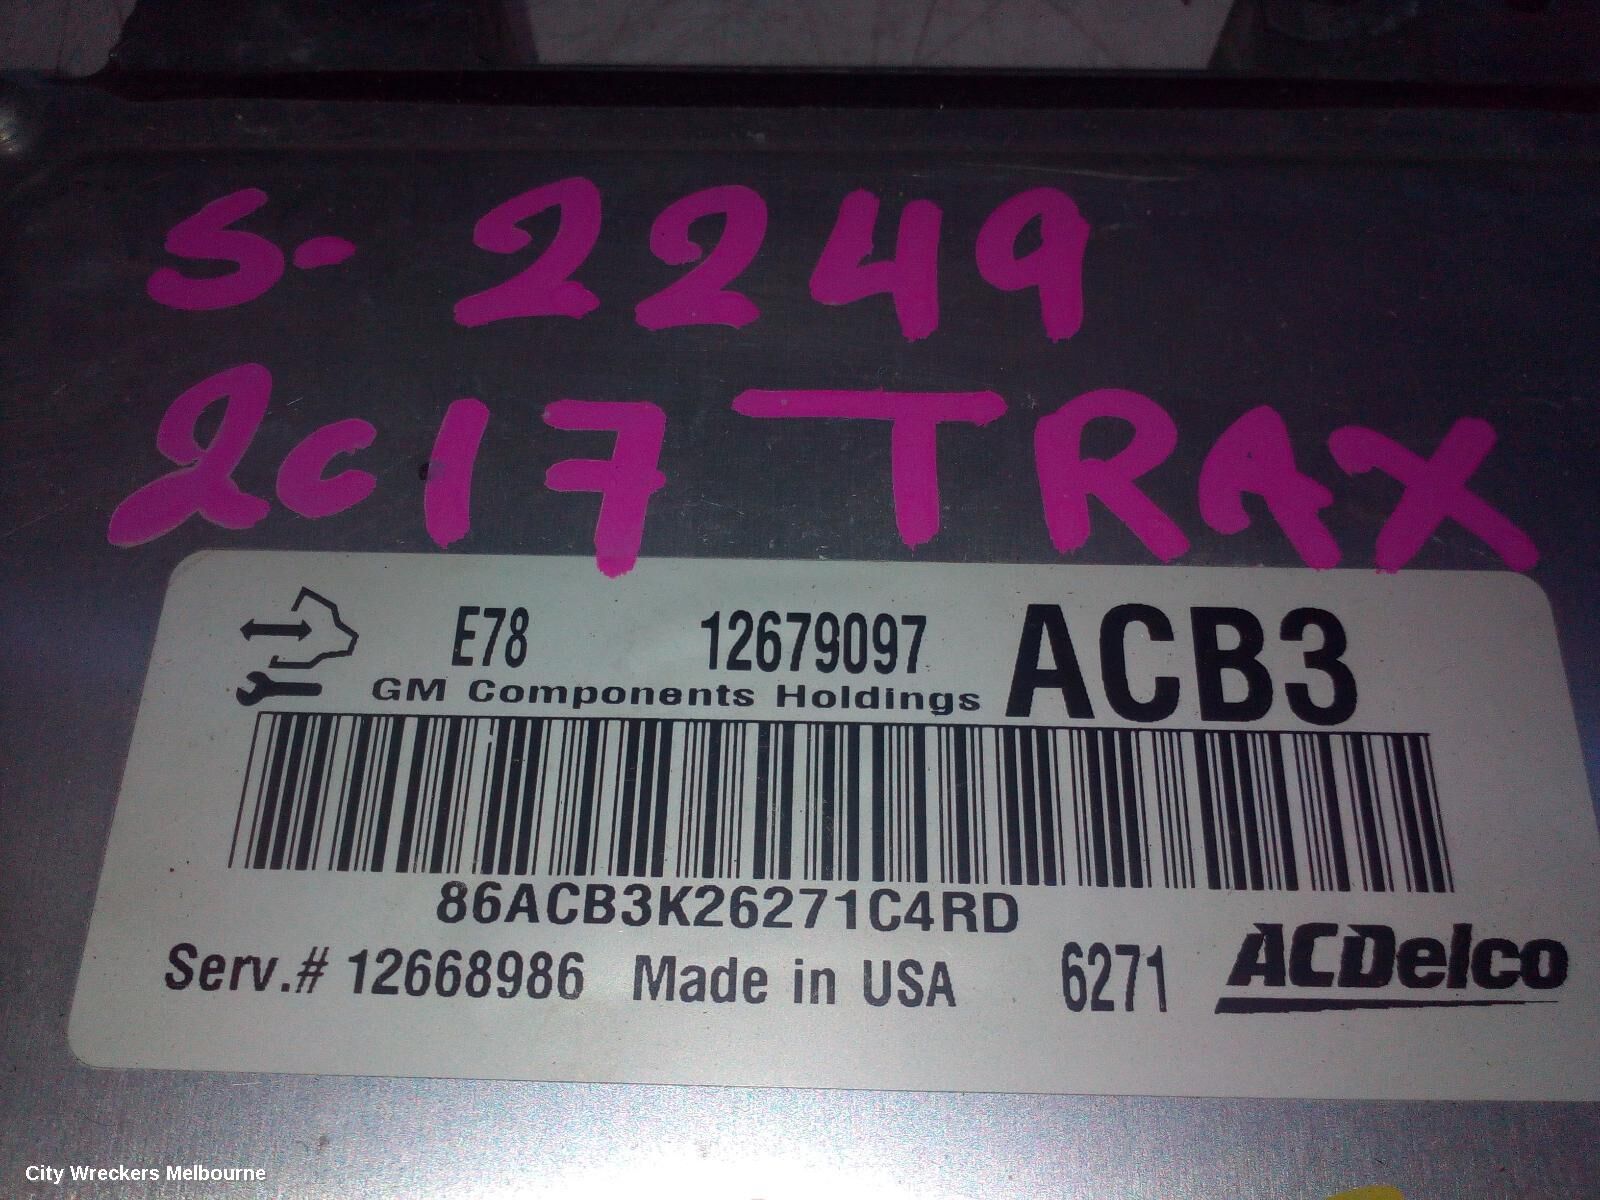 S- 2249
2017 TRAX
E78 12679097 ACB3
GM Components Holdings
86ACB3K26271C4RD
Serv.# 12668986 Made in USA 6271 ACDelco
City Wreckers Melbourne